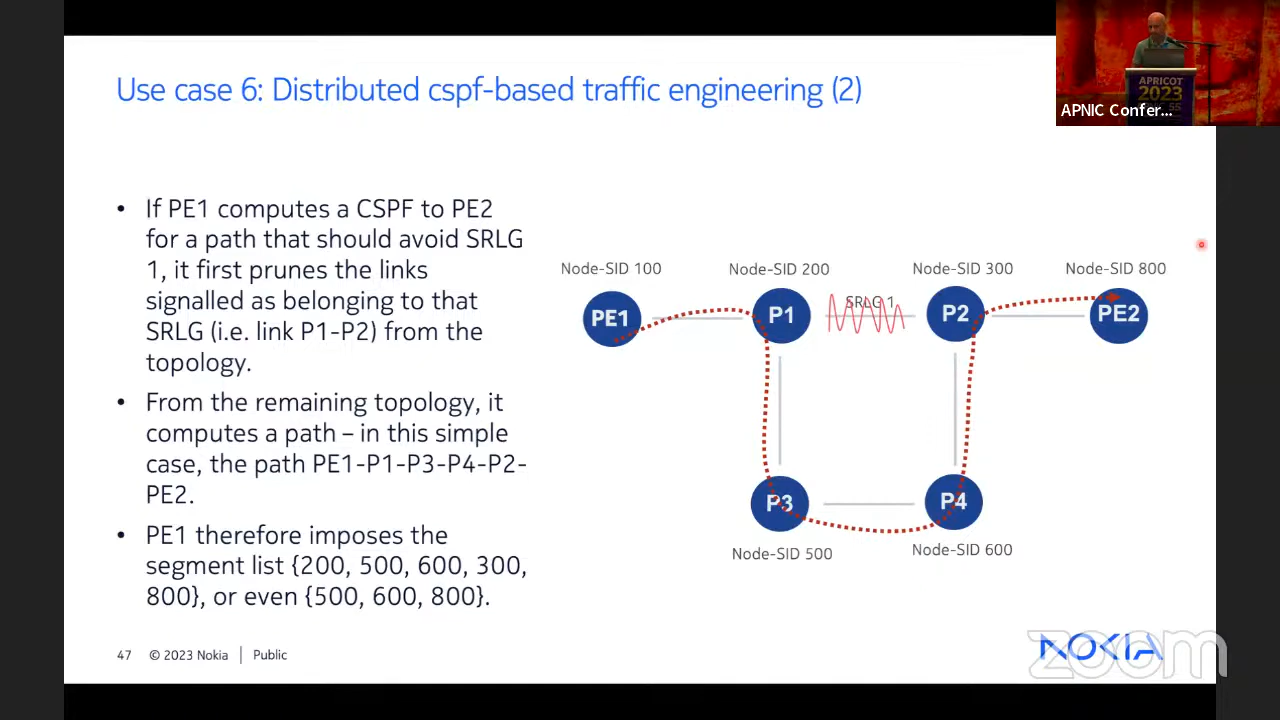 Use case 6: Distributed cspf-based traffic engineering (2)
APRICOT
2023
APNIC Confer...
• If PE1 computes a CSPF to PE2
for a path that should avoid SRLG
1, it first prunes the links
signalled as belonging to that
SRLG (i.e. link P1-P2) from the
topology.
• From the remaining topology, it
computes a path – in this simple
case, the path PE1-P1-P3-P4-P2-
PE2.
• PE1 therefore imposes the
segment list {200, 500, 600, 300,
800}, or even {500, 600, 800}.
Node-SID 100
Node-SID 200
Node-SID 300
Node-SID 800
PE1
P1
SRLG 1
P2
PE2
P3
P4
Node-SID 500
Node-SID 600
47 © 2023 Nokia | Public
NOKIA
zoom